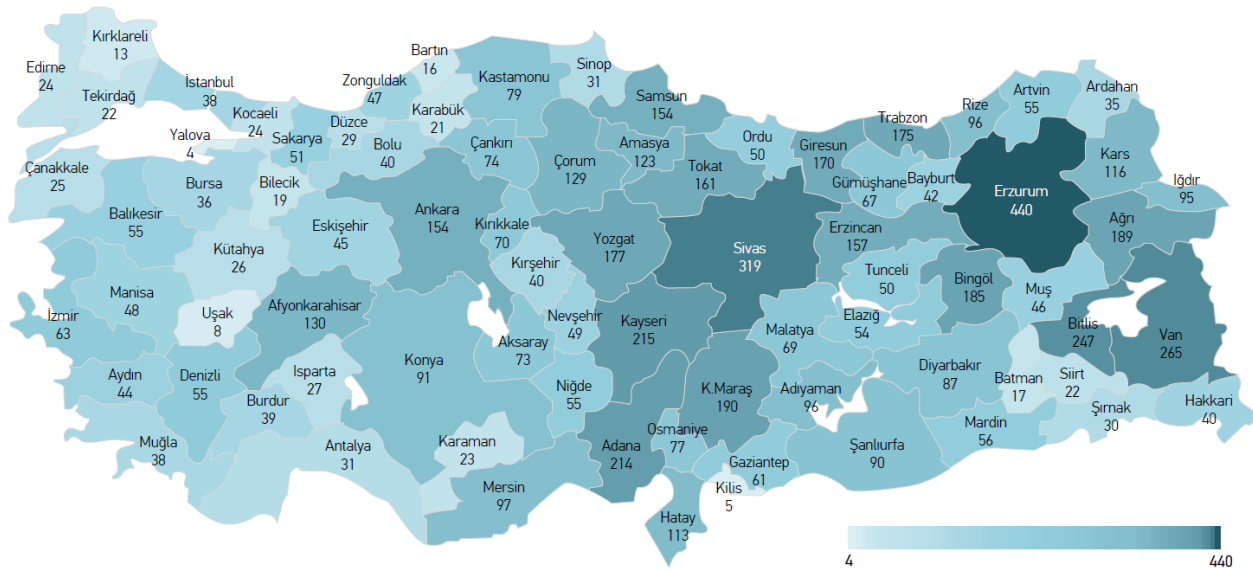 Kırklareli
13
Edirne
24
Tekirdağ
22
İstanbul
38
Kocaeli
24
Yalova
4
Sakarya
51
Düzce
29
Bolu
40
Zonguldak
47
Bartın
16
Karabük
21
Kastamonu
79
Sinop
31
Çankırı
74
Samsun
154
Çorum
129
Amasya
123
Tokat
161
Ordu
50
Giresun
170
Trabzon
175
Gümüşhane
67
Bayburt
42
Rize
96
Artvin
55
Ardahan
35
Kars
116
Iğdır
95
Erzurum
440
Ağrı
189
Çanakkale
25
Bursa
36
Bilecik
19
Balıkesir
55
Kütahya
26
Eskişehir
45
Ankara
154
Kırıkkale
70
Kırşehir
40
Yozgat
177
Sivas
319
Erzincan
157
Tunceli
50
Bingöl
185
Muş
46
Bitlis
247
Van
265
Manisa
48
Uşak
8
Afyonkarahisar
130
İzmir
63
Aydın
44
Denizli
55
Isparta
27
Burdur
39
Muğla
38
Antalya
31
Konya
91
Aksaray
73
Nevşehir
49
Niğde
55
Kayseri
215
Malatya
69
Elazığ
54
Diyarbakır
87
Batman
17
Siirt
22
Şırnak
30
Hakkari
40
Mardin
56
Şanlıurfa
90
Adıyaman
96
K.Maraş
190
Osmaniye
77
Adana
214
Gaziantep
61
Kilis
5
Hatay
113
Karaman
23
Mersin
97
4
440